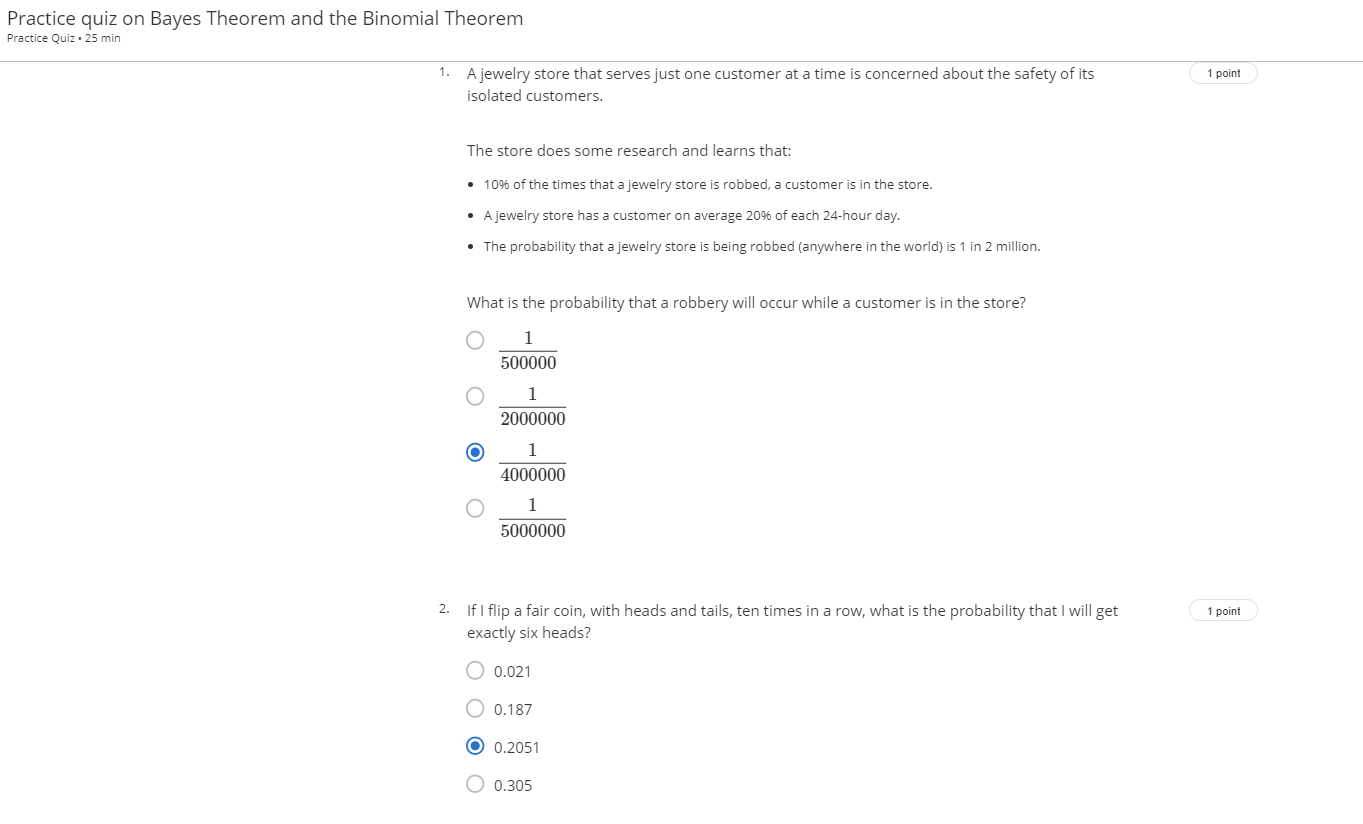 Practice quiz on Bayes Theorem and the Binomial Theorem
Practice Quiz • 25 min
1. A jewelry store that serves just one customer at a time is concerned about the safety of its
isolated customers.
1 point
The store does some research and learns that:
• 10% of the times that a jewelry store is robbed, a customer is in the store.
• A jewelry store has a customer on average 20% of each 24-hour day.
• The probability that a jewelry store is being robbed (anywhere in the world) is 1 in 2 million.
What is the probability that a robbery will occur while a customer is in the store?
1
500000
1
2000000
1
4000000
1
5000000
2. If I flip a fair coin, with heads and tails, ten times in a row, what is the probability that I will get
exactly six heads?
1 point
0.021
0.187
0.2051
0.305